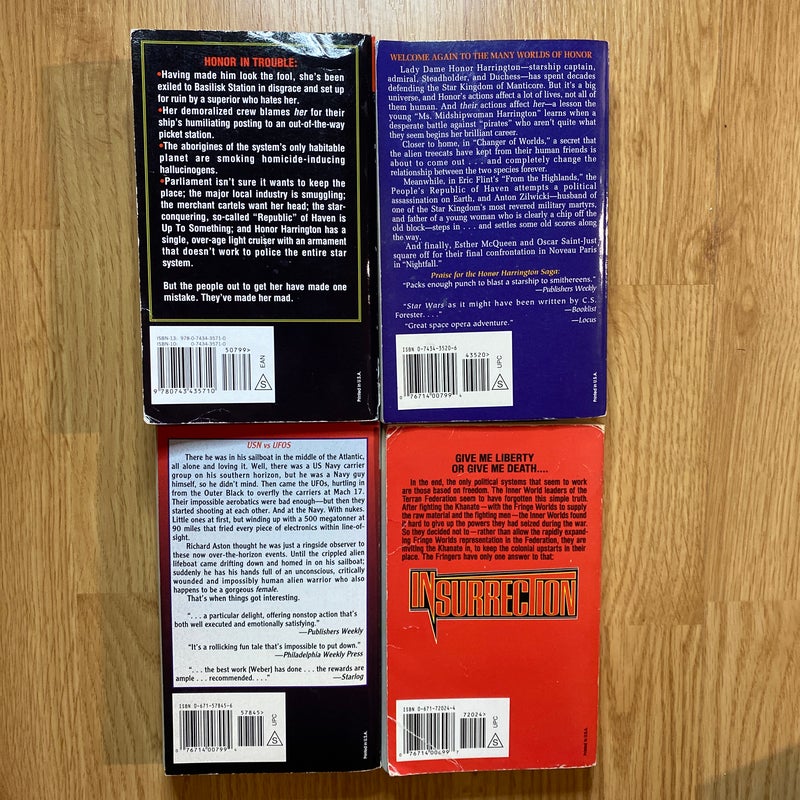 HONOR IN TROUBLE:
•Having made him look the fool, she's been
exiled to Basilisk Station in disgrace and set up
for ruin by a superior who hates her.
•Her demoralized crew blames her for their
ship's humiliating posting to an out-of-the-way
picket station.
•The aborigines of the system's only habitable
planet are smoking homicide-inducing
hallucinogens.
•Parliament isn't sure it wants to keep the
place; the major local industry is smuggling;
the merchant cartels want her head; the star-
conquering, so-called "Republic" of Haven is
Up To Something; and Honor Harrington has a
single, over-age light cruiser with an armament
that doesn't work to police the entire star
system.
But the people out to get her have made one
mistake. They've made her mad.
ISBN-13: 978-0-7434-3571-0
ISBN-10: 0-7434-3571-0
50799>
9 780743 435710
EAN
S
Printed in U.S.A.
WELCOME AGAIN TO THE MANY WORLDS OF HONOR
Lady Dame Honor Harrington—starship captain,
admiral, Steadholder, and Duchess—has spent decades
defending the Star Kingdom of Manticore. But it's a big
universe, and Honor's actions affect a lot of lives, not all of
them human. And their actions affect her—a lesson the
young "Ms. Midshipwoman Harrington" learns when a
desperate battle against "pirates" who aren't quite what
they seem begins her brilliant career.
Closer to home, in "Changer of Worlds," a secret that
the alien treecats have kept from their human friends is
about to come out . . . and completely change the
relationship between the two species forever.
Meanwhile, in Eric Flint's "From the Highlands," the
People's Republic of Haven attempts a political
assassination on Earth, and Anton Zilwicki—husband of
one of the Star Kingdom's most revered military martyrs,
and father of a young woman who is clearly a chip off the
old block—steps in . . . and settles some old scores along
the way.
And finally, Esther McQueen and Oscar Saint-Just
square off for their final confrontation in Noveau Paris
in "Nightfall."
Praise for the Honor Harrington Saga:
"Packs enough punch to blast a starship to smithereens."
—Publishers Weekly
"Star Wars as it might have been written by C.S.
Forester. . . ."
—Booklist
"Great space opera adventure."
—Locus
ISBN 0-7434-3520-6
43520>
0 76714 00799 4
UPC
S
Printed in U.S.A.
USN vs UFOS
There he was in his sailboat in the middle of the Atlantic,
all alone and loving it. Well, there was a US Navy carrier
group on his southern horizon, but he was a Navy guy
himself, so he didn't mind. Then came the UFOs, hurtling in
from the Outer Black to overfly the carriers at Mach 17.
Their impossible aerobatics were bad enough—but then they
started shooting at each other. And at the Navy. With nukes.
Little ones at first, but winding up with a 500 megatonner at
90 miles that fried every piece of electronics within line-of-
sight.
Richard Aston thought he was just a ringside observer to
these now over-the-horizon events. Until the crippled alien
lifeboat came drifting down and homed in on his sailboat;
suddenly he has his hands full of an unconscious, critically
wounded and impossibly human alien warrior who also
happens to be a gorgeous female.
That's when things got interesting.
". . . a particular delight, offering nonstop action that's
both well executed and emotionally satisfying."
—Publishers Weekly
"It's a rollicking fun tale that's impossible to put down."
—Philadelphia Weekly Press
". . . the best work [Weber] has done . . . the rewards are
ample . . . recommended. . . ."
—Starlog
ISBN 0-671-57845-6
57845>
0 76714 00799 4
UPC
S
Printed in U.S.A.
GIVE ME LIBERTY
OR GIVE ME DEATH....
In the end, the only political systems that seem to work
are those based on freedom. The Inner World leaders of the
Terran Federation seem to have forgotten this simple truth.
After fighting the Khanate—with the Fringe Worlds to supply
the raw material and the fighting men—the Inner Worlds found
it hard to give up the powers they had seized during the war.
So they decided not to—rather than allow the rapidly expand-
ing Fringe Worlds representation in the Federation, they are
inviting the Khanate in, to keep the colonial upstarts in their
place. The Fringers have only one answer to that:
INSURRECTION
ISBN 0-671-72024-4
72024>
0 76714 00499 7
UPC
S
Printed in U.S.A.